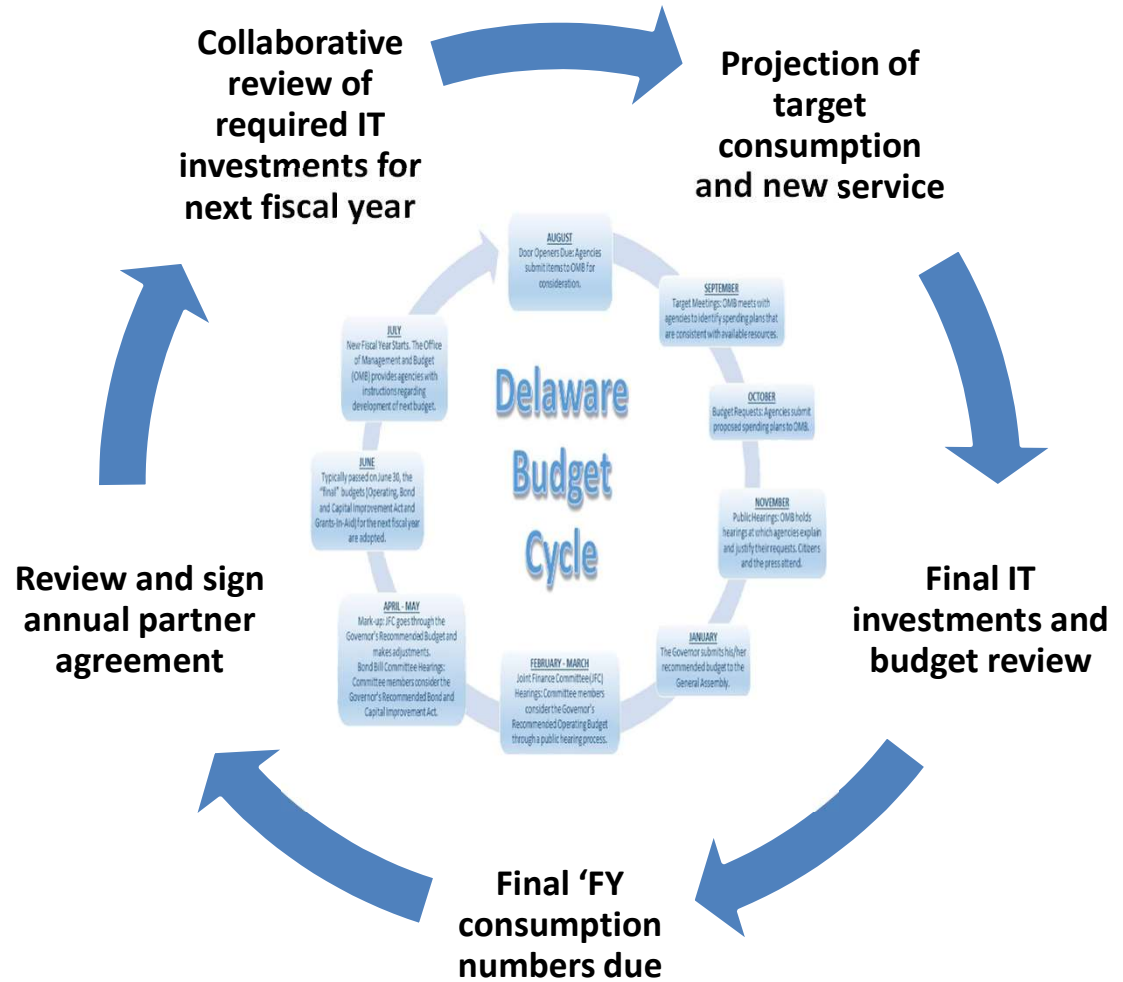 Collaborative
review of
required IT
investments for
next fiscal year
Projection of
target
consumption
and new service
Final IT
investments and
budget review
Final ‘FY
consumption
numbers due
Review and sign
annual partner
agreement
Delaware
Budget
Cycle
AUGUST
Door Openers Due: Agencies
submit items to OMB for
consideration.
SEPTEMBER
Target Meetings: OMB meets with
agencies to identify spending plans that
are consistent with available resources.
OCTOBER
Budget Requests: Agencies submit
proposed spending plans to OMB.
NOVEMBER
Public Hearings: OMB holds
hearings at which agencies explain
and justify their requests. Citizens
and the press attend.
JANUARY
The Governor submits his/her
recommended budget to the
General Assembly.
FEBRUARY - MARCH
Joint Finance Committee (JFC)
Hearings: Committee members
consider the Governor's
Recommended Operating Budget
through a public hearing process.
APRIL - MAY
Mark-up: JFC goes through the
Governor's Recommended Budget and
makes adjustments.
Bond Bill Committee Hearings:
Committee members consider the
Governor's Recommended Bond and
Capital Improvement Act.
JUNE
Typically passed on June 30, the
"final" budgets (Operating, Bond
and Capital Improvement Act and
Grants-In-Aid) for the next fiscal year
are adopted.
JULY
New Fiscal Year Starts. The Office
of Management and Budget
(OMB) provides agencies with
instructions regarding
development of next budget.